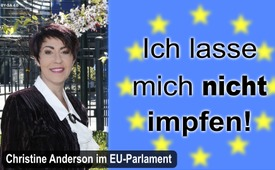 Ich lasse
mich nicht
impfen!
Christine Anderson im EU-Parlament